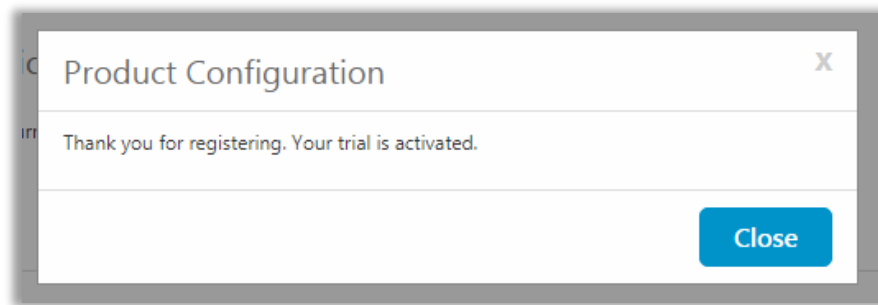 Product Configuration
X
Thank you for registering. Your trial is activated.
Close